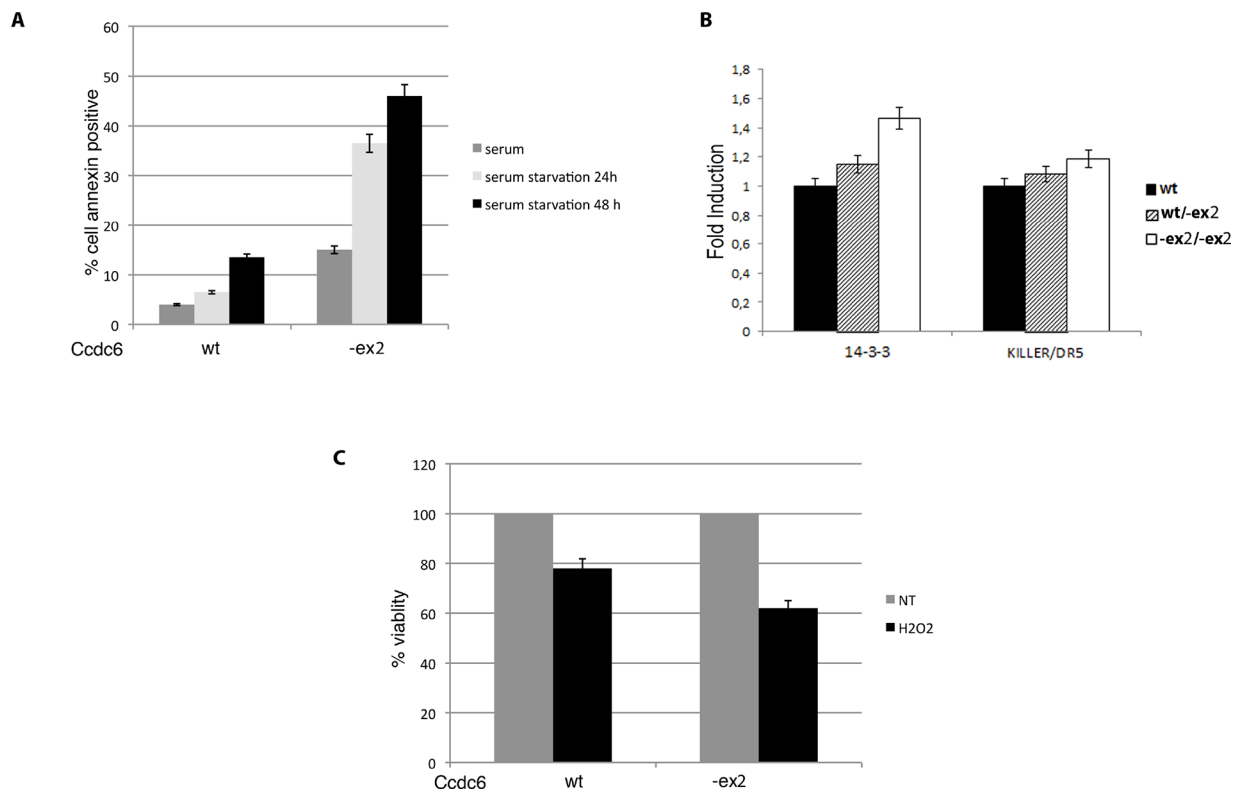 A
60
50
40
30
20
10
0
% cell annexin positive
serum
serum starvation 24h
serum starvation 48 h
Ccdc6 wt -ex2
B
1,8
1,6
1,4
1,2
1
0,8
0,6
0,4
0,2
0
Fold Induction
wt
wt/-ex2
-ex2/-ex2
14-3-3 KILLER/DR5
C
120
100
80
60
40
20
0
% viablity
NT
H2O2
Ccdc6 wt -ex2